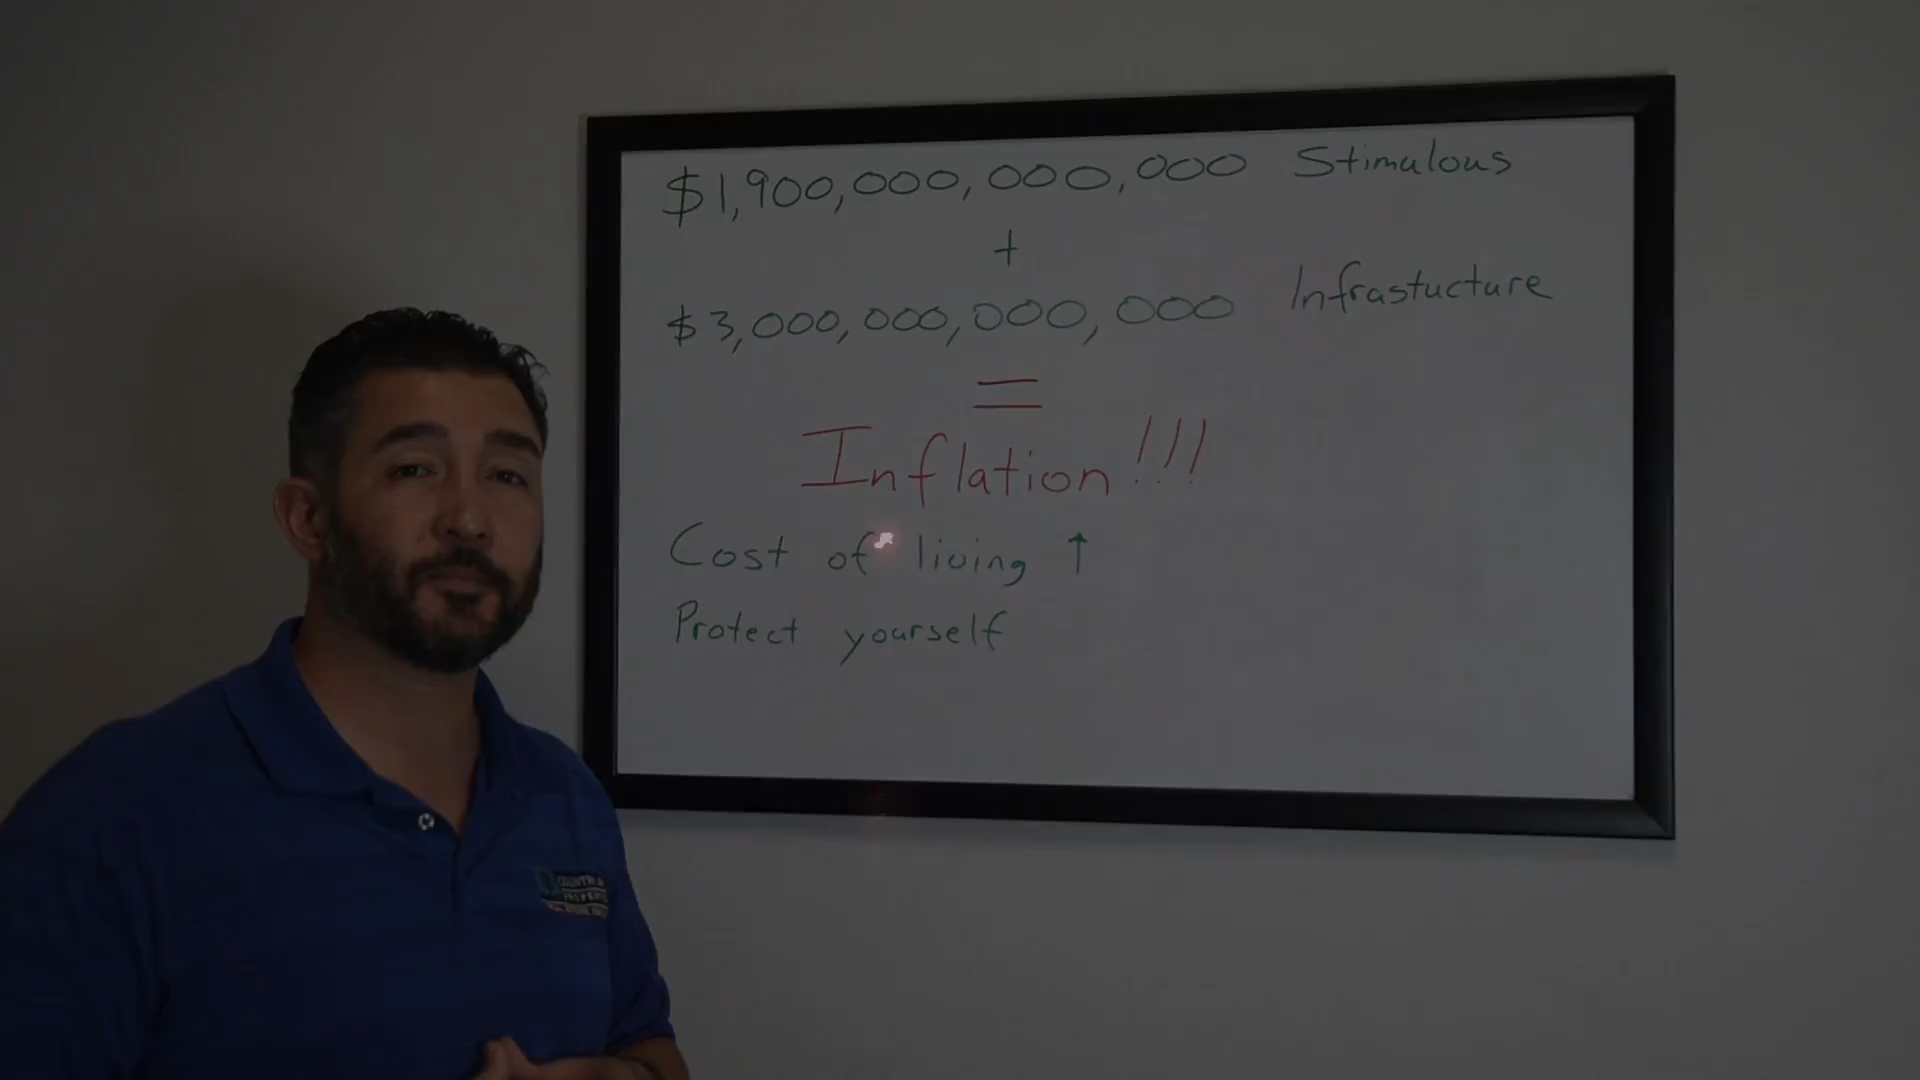 $1,900,000,000,000 Stimulous
+
$3,000,000,000,000 Infrastucture
=
Inflation!!!
Cost of living ↑
Protect yourself